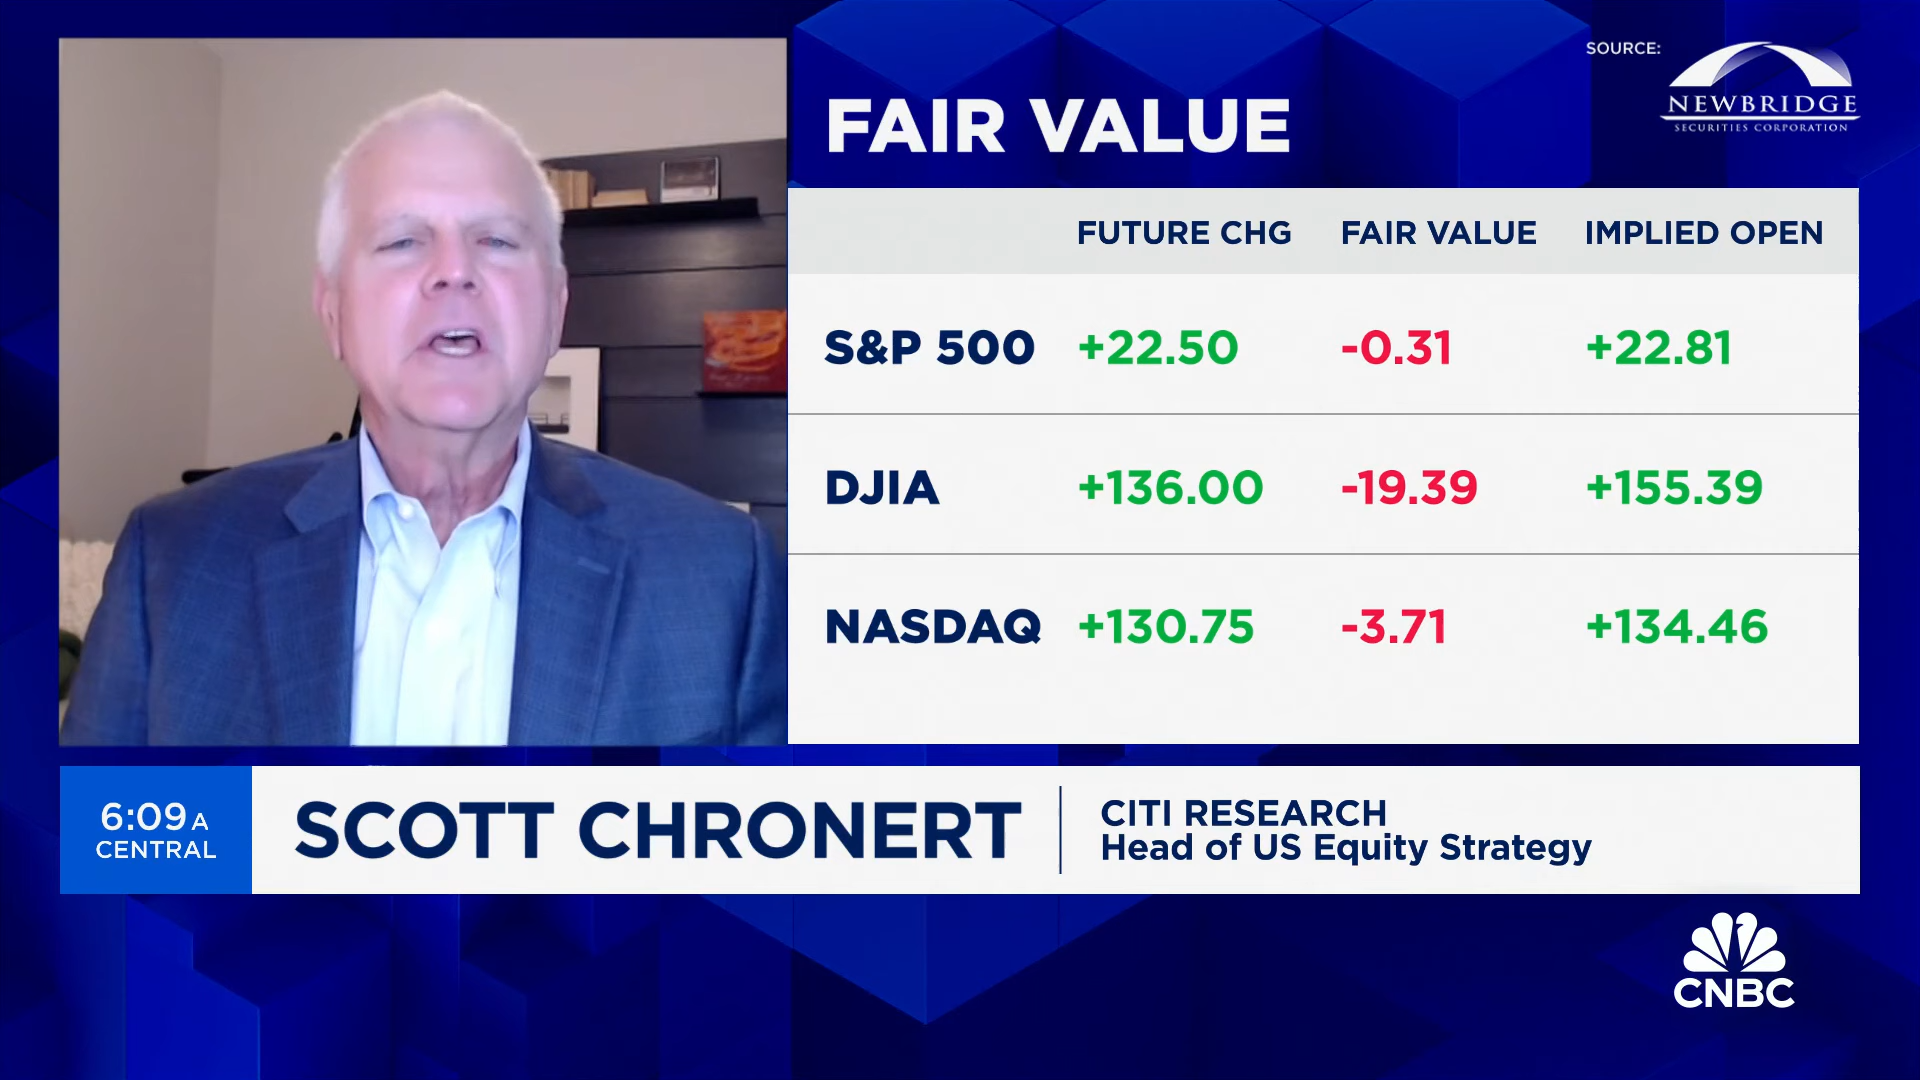 SOURCE:
NEWBRIDGE
SECURITIES CORPORATION
FAIR VALUE
FUTURE CHG FAIR VALUE IMPLIED OPEN
S&P 500 +22.50 -0.31 +22.81
DJIA +136.00 -19.39 +155.39
NASDAQ +130.75 -3.71 +134.46
6:09 A
CENTRAL
SCOTT CHRONERT
CITI RESEARCH
Head of US Equity Strategy
CNBC